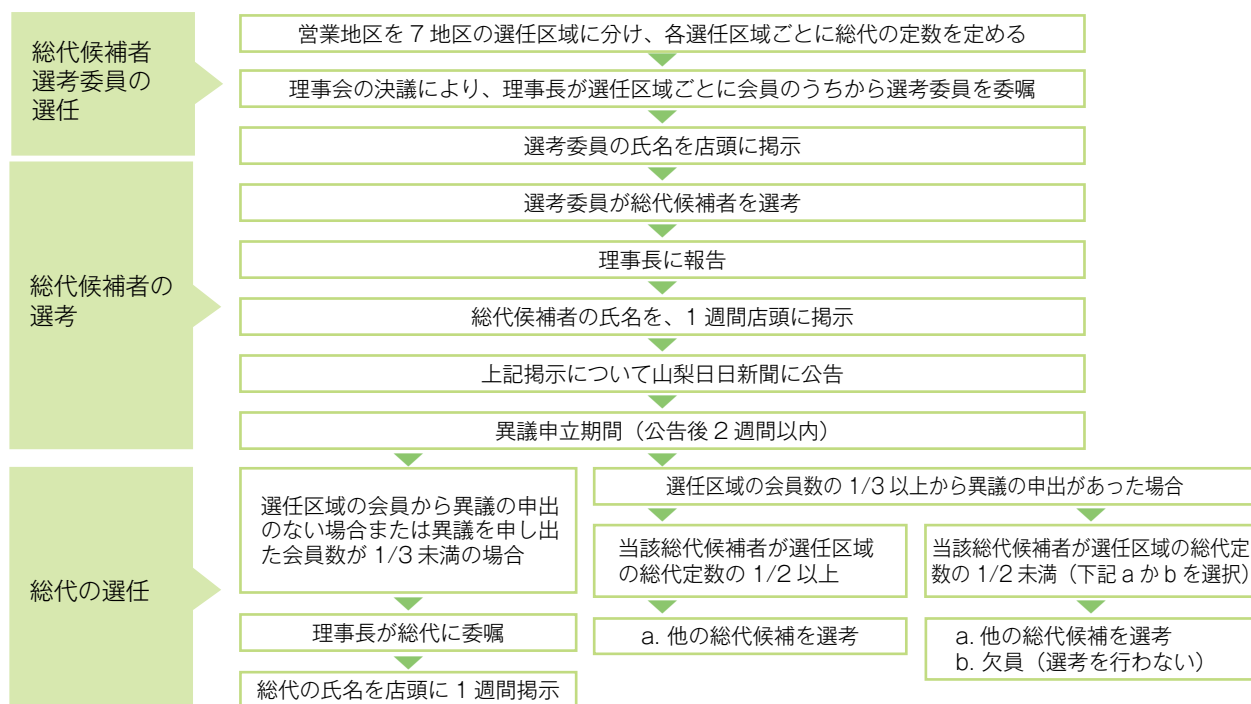 総代候補者
選考委員の
選任
営業地区を 7 地区の選任区域に分け、各選任区域ごとに総代の定数を定める
理事会の決議により、理事長が選任区域ごとに会員のうちから選考委員を委嘱
選考委員の氏名を店頭に掲示
総代候補者の
選考
選考委員が総代候補者を選考
理事長に報告
総代候補者の氏名を、1 週間店頭に掲示
上記掲示について山梨日日新聞に公告
異議申立期間（公告後 2 週間以内）
総代の選任
選任区域の会員から異議の申出
のない場合または異議を申し出
た会員数が 1/3 未満の場合
理事長が総代に委嘱
総代の氏名を店頭に 1 週間掲示
選任区域の会員数の 1/3 以上から異議の申出があった場合
当該総代候補者が選任区域
の総代定数の 1/2 以上
a. 他の総代候補を選考
当該総代候補者が選任区域の総代定
数の 1/2 未満（下記 a か b を選択）
a. 他の総代候補を選考
b. 欠員（選考を行わない）